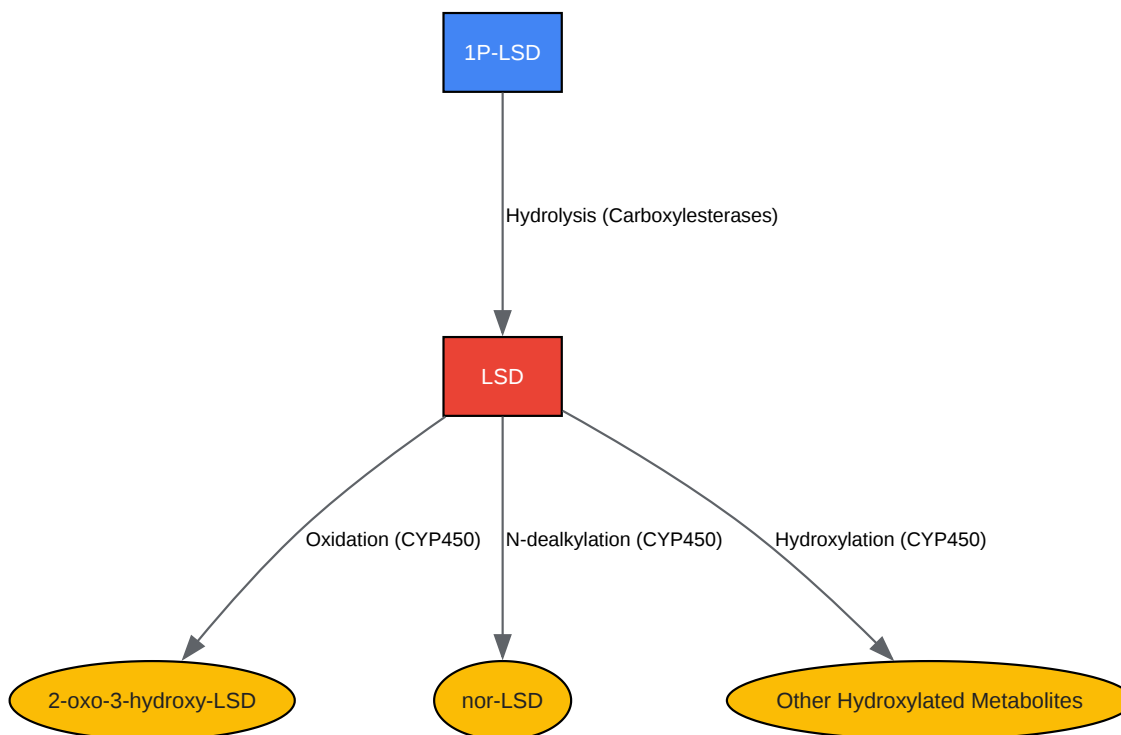 1P-LSD
Hydrolysis (Carboxylesterases)
LSD
Oxidation (CYP450)
N-dealkylation (CYP450)
Hydroxylation (CYP450)
2-oxo-3-hydroxy-LSD
nor-LSD
Other Hydroxylated Metabolites